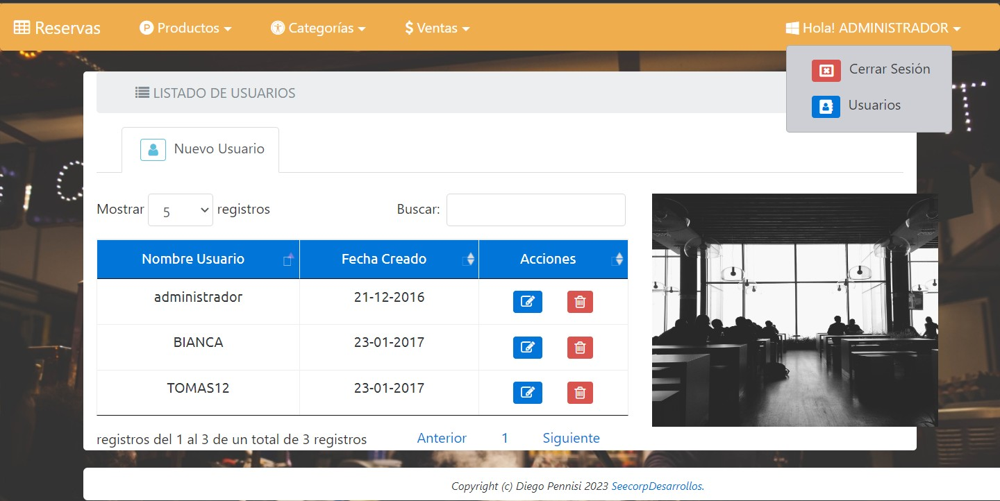 Reservas Productos Categorías $ Ventas Hola! ADMINISTRADOR
Cerrar Sesión
Usuarios
LISTADO DE USUARIOS
Nuevo Usuario
Mostrar 5 registros Buscar:
Nombre Usuario Fecha Creado Acciones
administrador 21-12-2016
BIANCA 23-01-2017
TOMAS12 23-01-2017
registros del 1 al 3 de un total de 3 registros Anterior 1 Siguiente
Copyright (c) Diego Pennisi 2023 SeecorpDesarrollos.